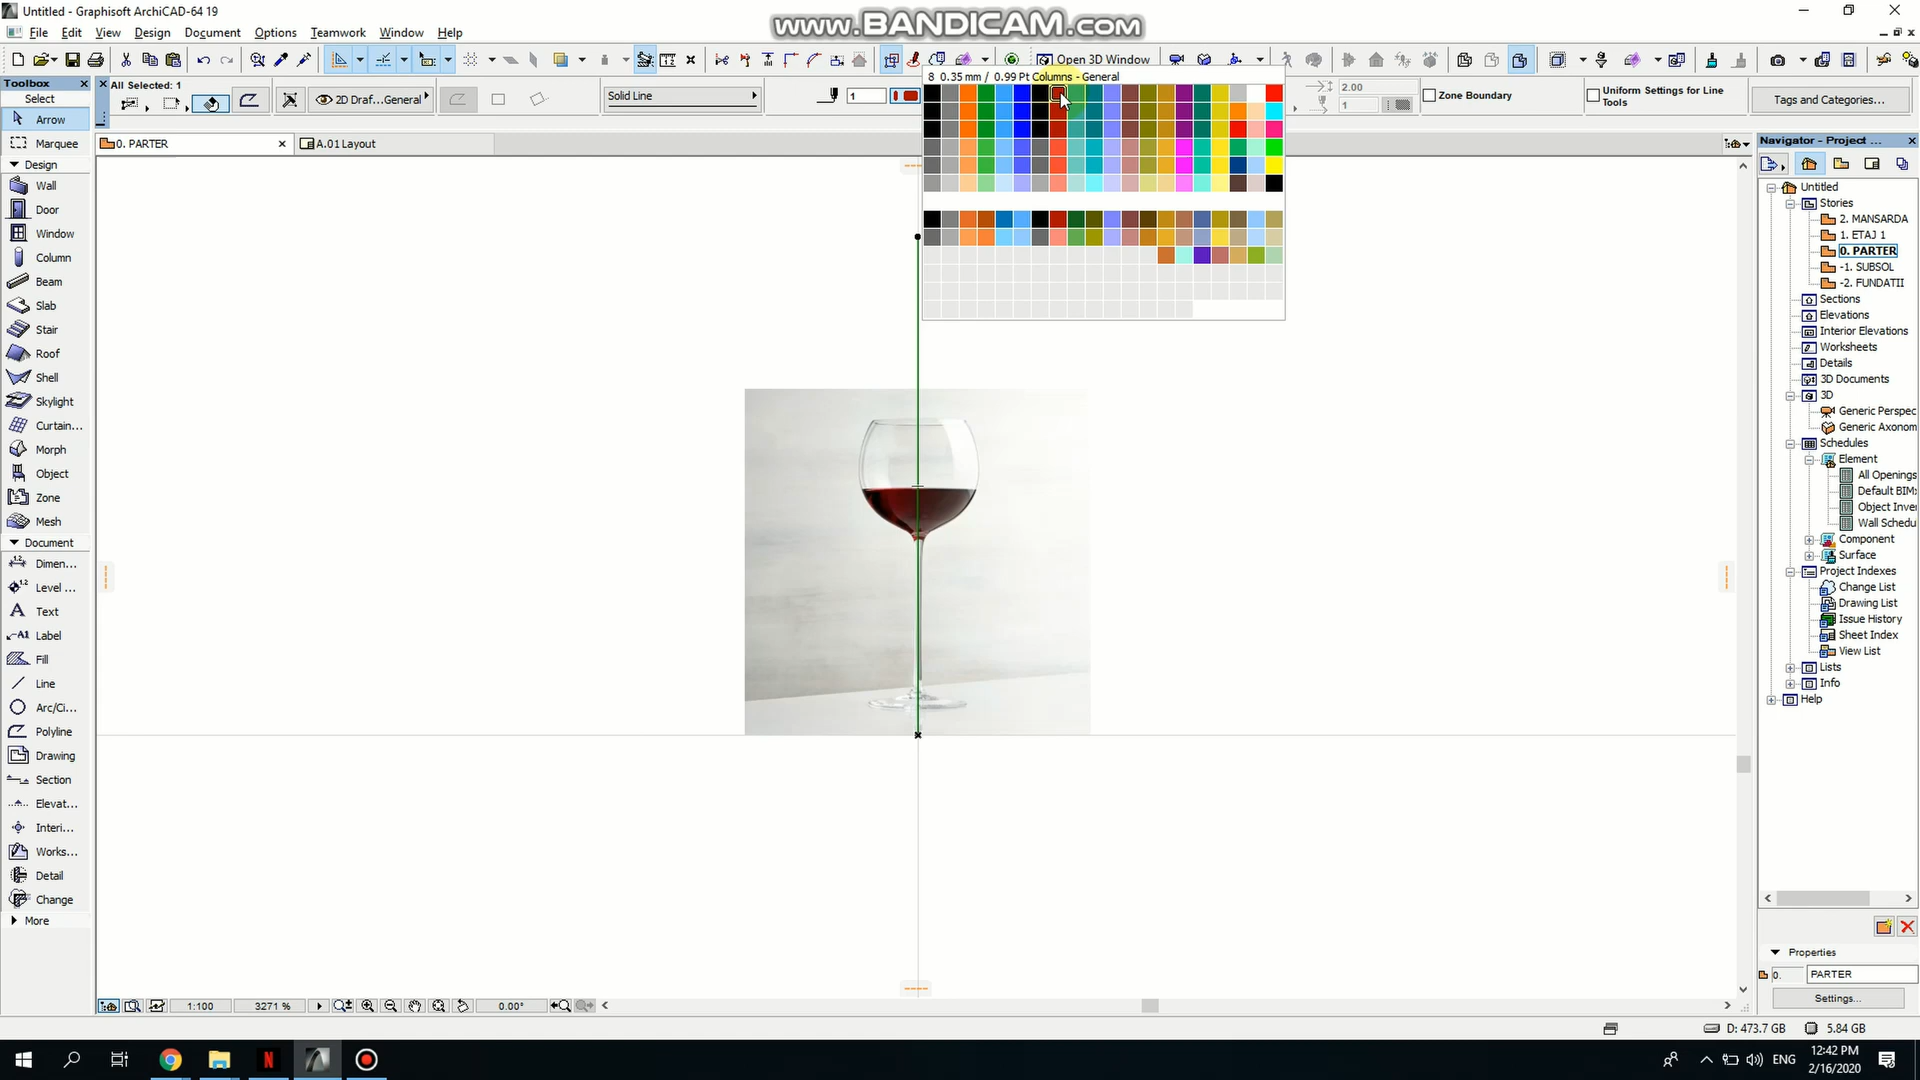 Untitled - Graphisoft ArchiCAD-64 19
www.BANDICAM.com
File Edit View Design Document Options Teamwork Window Help
Open 3D Window
Toolbox
All Selected: 1
8 0.35 mm / 0.99 Pt Columns - General
Select
2D Draf...General
Solid Line
1
2.00
1
Zone Boundary
Uniform Settings for Line Tools
Tags and Categories...
Arrow
Marquee
0. PARTER
A.01 Layout
Navigator - Project ...
Design
Wall
Door
Window
Column
Beam
Slab
Stair
Roof
Shell
Skylight
Curtain...
Morph
Object
Zone
Mesh
Document
Dimen...
Level ...
Text
Label
Fill
Line
Arc/Ci...
Polyline
Drawing
Section
Elevat...
Interi...
Works...
Detail
Change
More
Untitled
Stories
2. MANSARDA
1. ETAJ 1
0. PARTER
-1. SUBSOL
-2. FUNDATII
Sections
Elevations
Interior Elevations
Worksheets
Details
3D Documents
3D
Generic Perspec
Generic Axonom
Schedules
Element
All Openings
Default BIMx
Object Inve
Wall Schedu
Component
Surface
Project Indexes
Change List
Drawing List
Issue History
Sheet Index
View List
Lists
Info
Help
Properties
0. PARTER
Settings...
1:100
3271 %
0.00°
D: 473.7 GB
5.84 GB
ENG
12:42 PM
2/16/2020